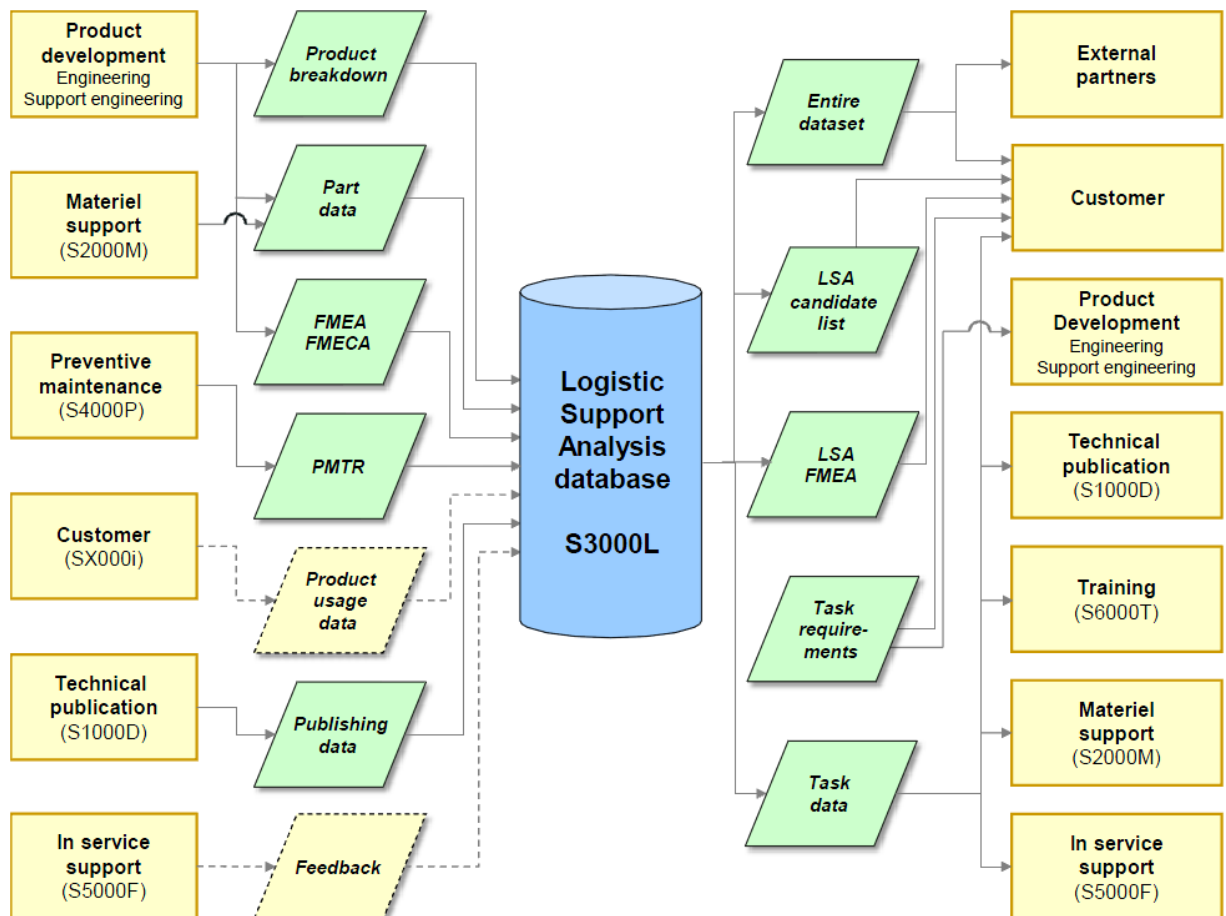 Product
development
Engineering
Support engineering
Product
breakdown
Materiel
support
(S2000M)
Part
data
Preventive
maintenance
(S4000P)
FMEA
FMECA
PMTR
Customer
(SX000i)
Product
usage
data
Technical
publication
(S1000D)
Publishing
data
In service
support
(S5000F)
Feedback
Logistic
Support
Analysis
database
S3000L
Entire
dataset
LSA
candidate
list
LSA
FMEA
Task
require-
ments
Task
data
External
partners
Customer
Product
Development
Engineering
Support engineering
Technical
publication
(S1000D)
Training
(S6000T)
Materiel
support
(S2000M)
In service
support
(S5000F)